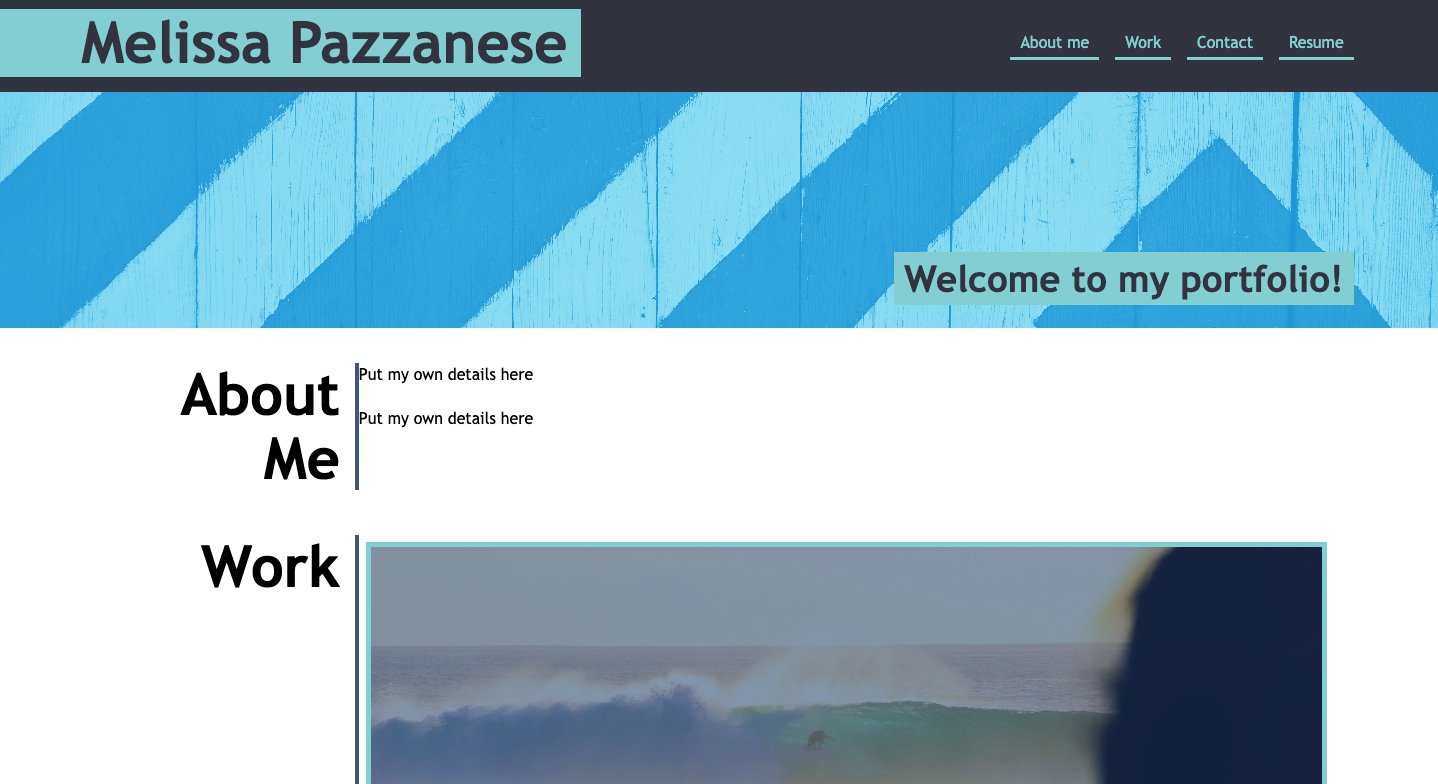 Melissa Pazzanese
About me Work Contact Resume
Welcome to my portfolio!
About
Me
Put my own details here
Put my own details here
Work